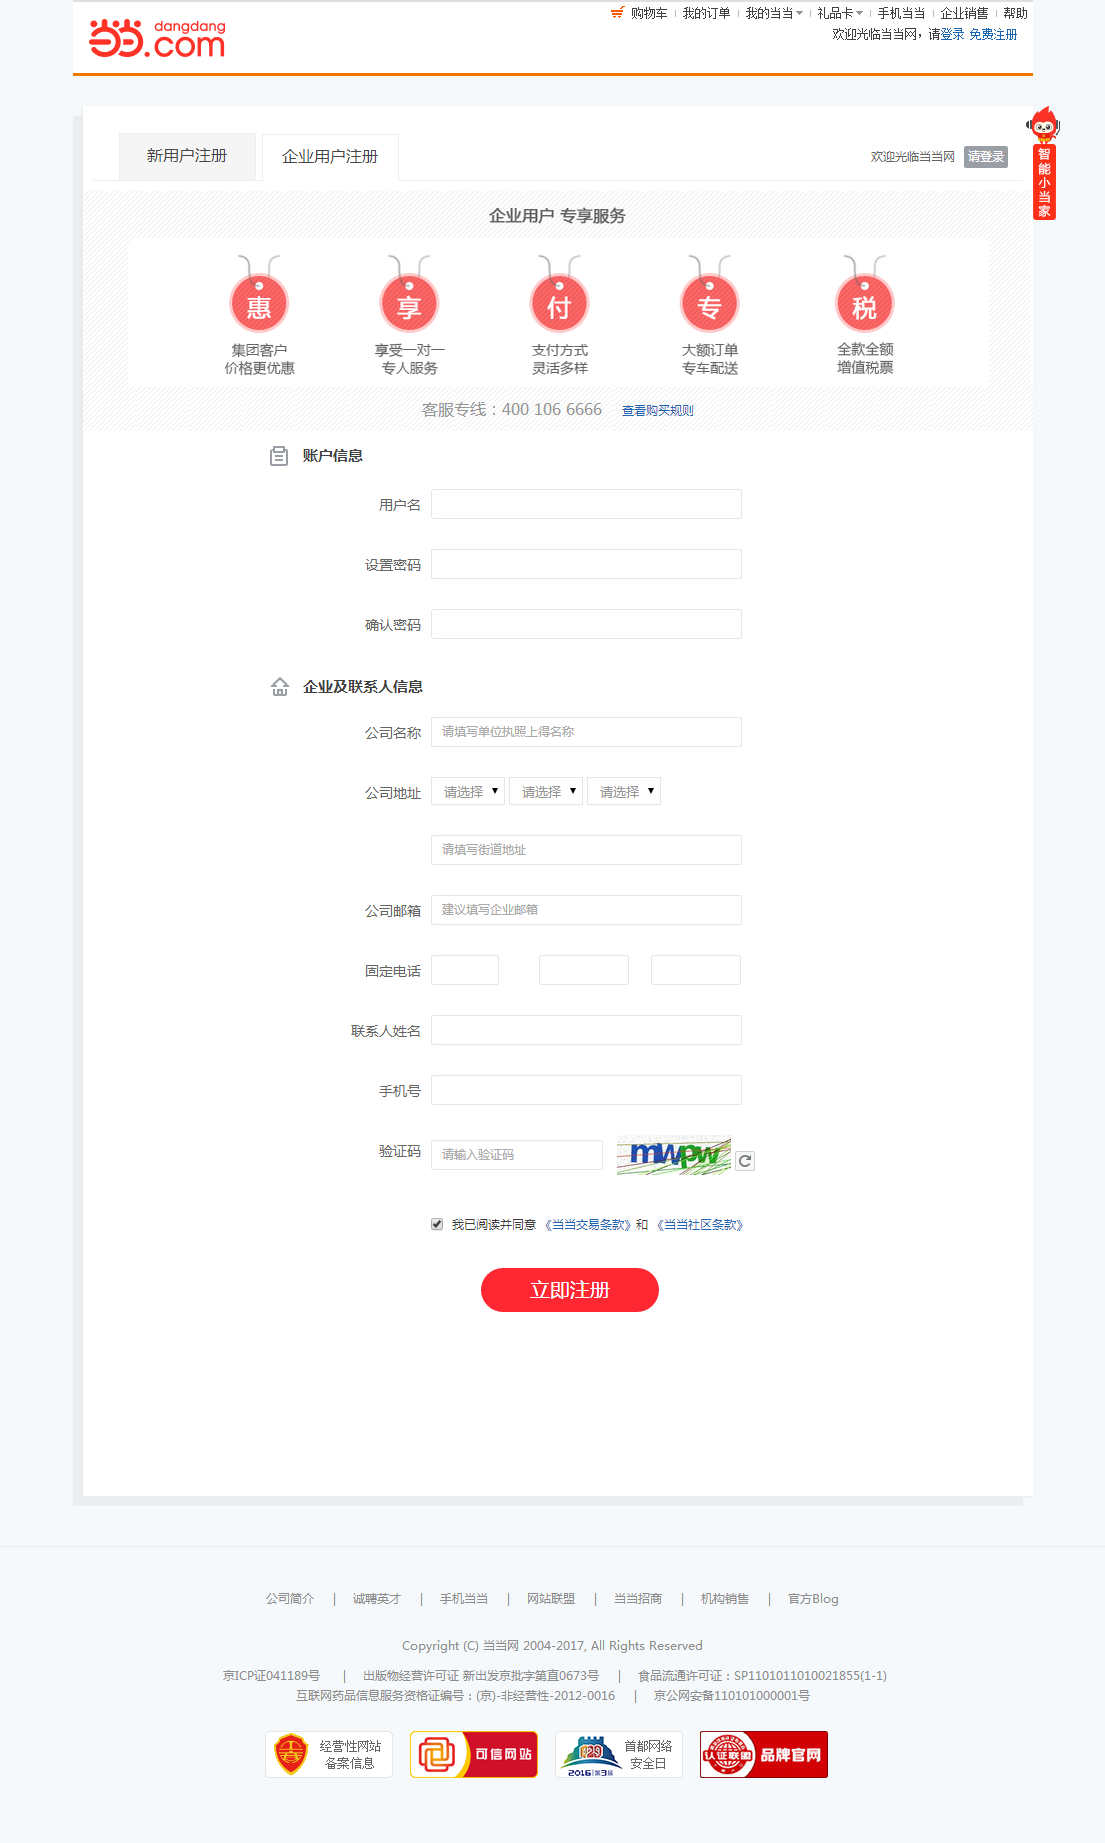 购物车 我的订单 我的当当 礼品卡 手机当当 企业销售 帮助
dangdang
.com
欢迎光临当当网，请登录 免费注册
新用户注册
企业用户注册
欢迎光临当当网 请登录
智能小当家
企业用户 专享服务
惠 享 付 专 税
集团客户 享受一对一 支付方式 大额订单 全款全额
价格更优惠 专人服务 灵活多样 专车配送 增值税票
客服专线：400 106 6666 查看购买规则
账户信息
用户名
设置密码
确认密码
企业及联系人信息
公司名称 请填写单位执照上得名称
公司地址 请选择 请选择 请选择
请填写街道地址
公司邮箱 建议填写企业邮箱
固定电话
联系人姓名
手机号
验证码 请输入验证码 mwpw
我已阅读并同意 《当当交易条款》和 《当当社区条款》
立即注册
公司简介 | 诚聘英才 | 手机当当 | 网站联盟 | 当当招商 | 机构销售 | 官方Blog
Copyright (C) 当当网 2004-2017, All Rights Reserved
京ICP证041189号 | 出版物经营许可证 新出发京批字第直0673号 | 食品流通许可证：SP1101011010021855(1-1)
互联网药品信息服务资格证编号：(京)-非经营性-2012-0016 | 京公网安备110101000001号
经营性网站
备案信息
可信网站
429
2016 第3届
首都网络
安全日
认证联盟
品牌官网